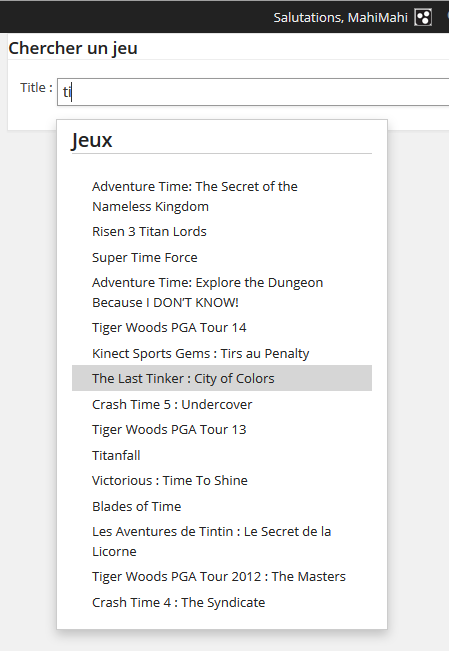 Salutations, MahiMahi
Chercher un jeu
Title :
ti
Jeux
Adventure Time: The Secret of the
Nameless Kingdom
Risen 3 Titan Lords
Super Time Force
Adventure Time: Explore the Dungeon
Because I DON'T KNOW!
Tiger Woods PGA Tour 14
Kinect Sports Gems : Tirs au Penalty
The Last Tinker : City of Colors
Crash Time 5 : Undercover
Tiger Woods PGA Tour 13
Titanfall
Victorious : Time To Shine
Blades of Time
Les Aventures de Tintin : Le Secret de la
Licorne
Tiger Woods PGA Tour 2012 : The Masters
Crash Time 4 : The Syndicate